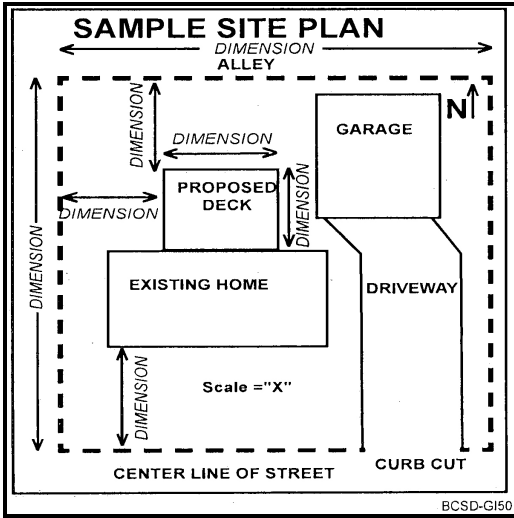 SAMPLE SITE PLAN
DIMENSION
ALLEY
DIMENSION
N
GARAGE
DIMENSION
DIMENSION
PROPOSED
DECK
DIMENSION
DIMENSION
DIMENSION
EXISTING HOME
DRIVEWAY
DIMENSION
Scale ="X"
CENTER LINE OF STREET
CURB CUT
BCSD-GI50